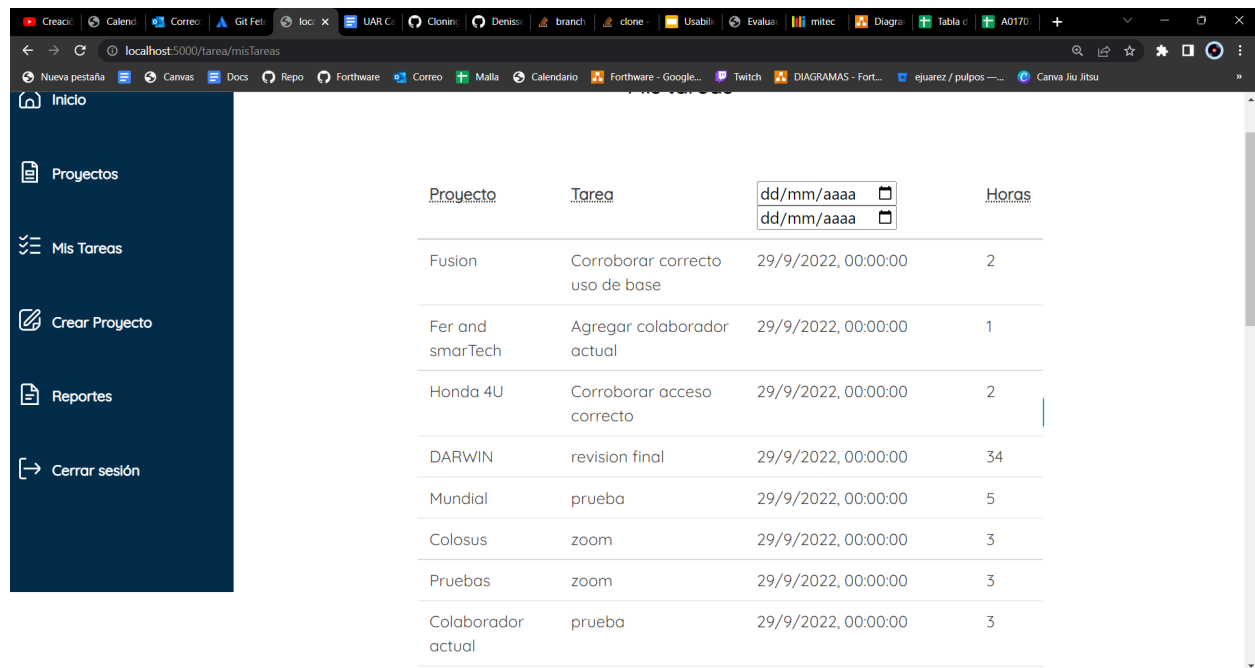 Creació
Calend
Correo
Git Fetc
loca
UAR Ca
Cloning
Denisse
branch
clone -
Usabili
Evaluac
mitec
Diagra
Tabla d
A01707
localhost:5000/tarea/misTareas
Nueva pestaña
Canvas
Docs
Repo
Forthware
Correo
Malla
Calendario
Forthware - Google...
Twitch
DIAGRAMAS - Fort...
ejuarez / pulpos —...
Canva Jiu Jitsu
»
Inicio
Proyectos
Mis Tareas
Crear Proyecto
Reportes
Cerrar sesión
Mis tareas
Proyecto Tarea dd/mm/aaaa Horas
dd/mm/aaaa
Fusion Corroborar correcto 29/9/2022, 00:00:00 2
uso de base
Fer and Agregar colaborador 29/9/2022, 00:00:00 1
smarTech actual
Honda 4U Corroborar acceso 29/9/2022, 00:00:00 2
correcto
DARWIN revision final 29/9/2022, 00:00:00 34
Mundial prueba 29/9/2022, 00:00:00 5
Colosus zoom 29/9/2022, 00:00:00 3
Pruebas zoom 29/9/2022, 00:00:00 3
Colaborador prueba 29/9/2022, 00:00:00 3
actual